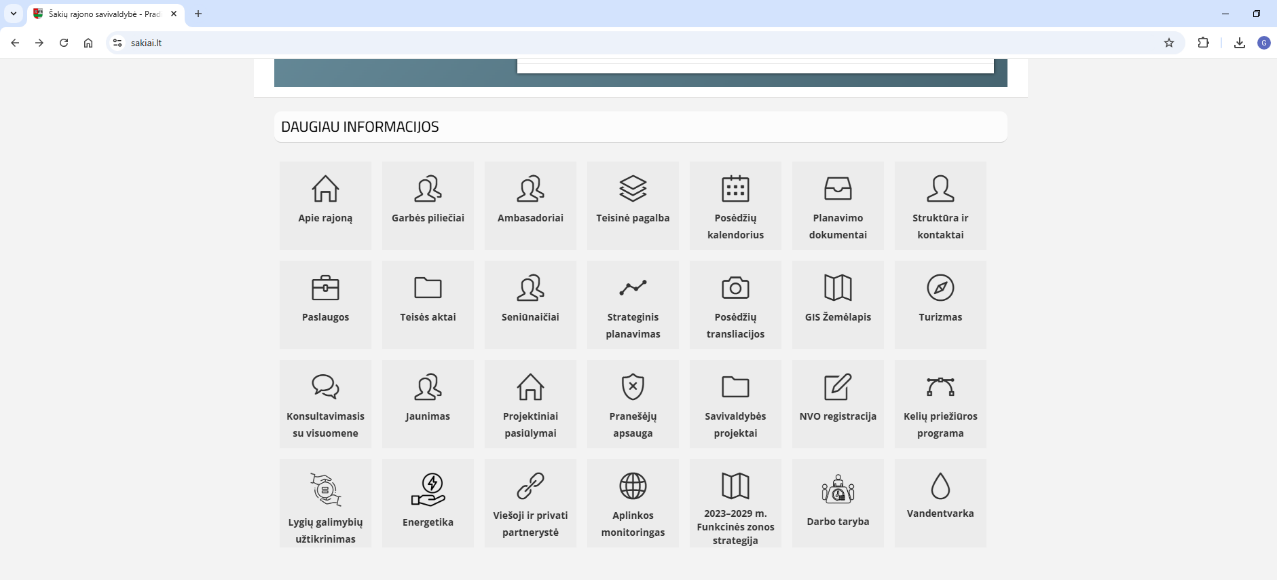 Šakių rajono savivaldybė - Prad
sakiai.lt
G
DAUGIAU INFORMACIJOS
Apie rajoną
Garbės piliečiai
Ambasadoriai
Teisinė pagalba
Posėdžių
kalendorius
Planavimo
dokumentai
Struktūra ir
kontaktai
Paslaugos
Teisės aktai
Seniūnaičiai
Strateginis
planavimas
Posėdžių
transliacijos
GIS Žemėlapis
Turizmas
Konsultavimasis
su visuomene
Jaunimas
Projektiniai
pasiūlymai
Pranešėjų
apsauga
Savivaldybės
projektai
NVO registracija
Kelių priežiūros
programa
Lygių galimybių
užtikrinimas
Energetika
Viešoji ir privati
partnerystė
Aplinkos
monitoringas
2023–2029 m.
Funkcinės zonos
strategija
Darbo taryba
Vandentvarka